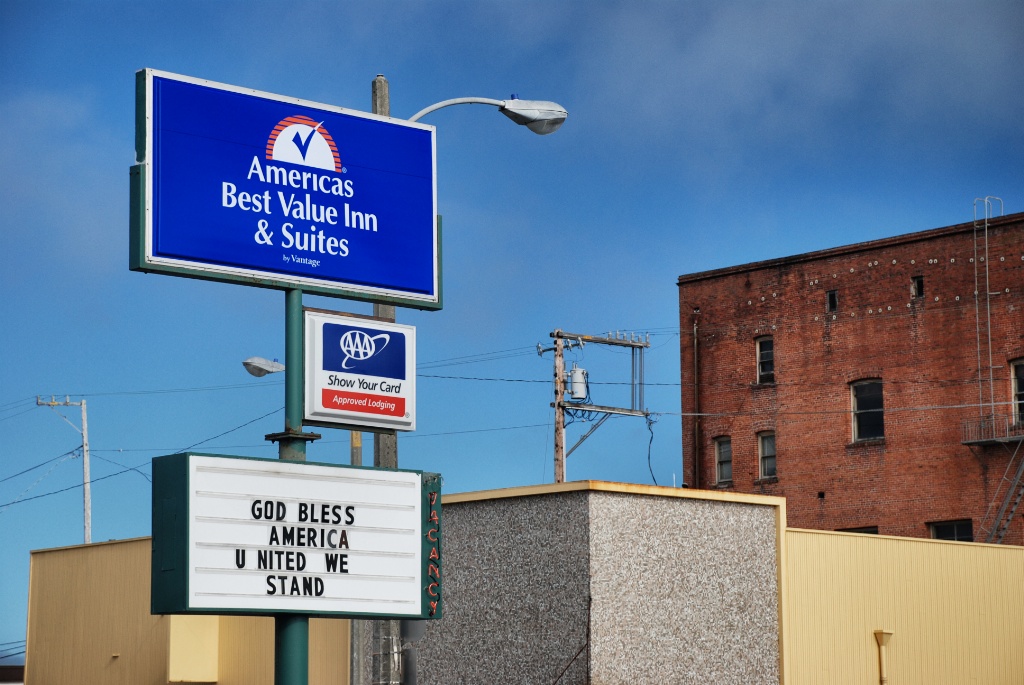 Americas
Best Value Inn
& Suites
by Vantage
AAA
Show Your Card
Approved Lodging
GOD BLESS
AMERICA
U NITED WE
STAND
VACANCY